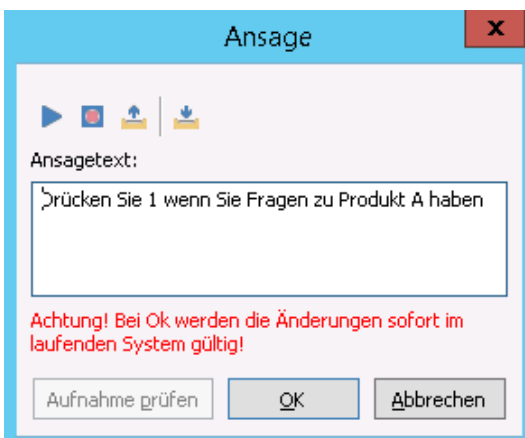 Ansage
x
Ansagetext:
Drücken Sie 1 wenn Sie Fragen zu Produkt A haben
Achtung! Bei Ok werden die Änderungen sofort im
laufenden System gültig!
Aufnahme prüfen OK Abbrechen